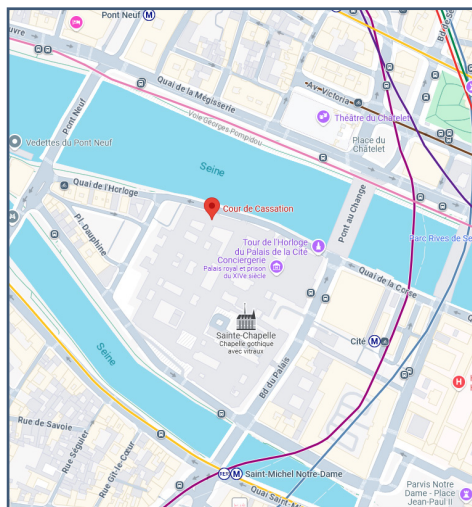 Pont Neuf
M
Quai de la Mégisserie
Av. Victoria
Voie Georges Pompidou
Théâtre du Châtelet
Pont Neuf
Place du
Châtelet
Vedettes du Pont Neuf
Seine
Quai de l'Horloge
Cour de Cassation
Pl. Dauphine
Pont au Change
Tour de l'Horloge
du Palais de la Cité
Parc Rives de Se
Conciergerie
Palais royal et prison
du XIVe siècle
Quai de la Corse
Sainte-Chapelle
Chapelle gothique
avec vitraux
Cité
M
Seine
Bd du Palais
H
Rue de Savoie
Rue Séguier
Rue Gît-le-Cœur
RER
M
Saint-Michel Notre-Dame
Quai Saint-M
Parvis Notre
Dame - Place
Jean-Paul II